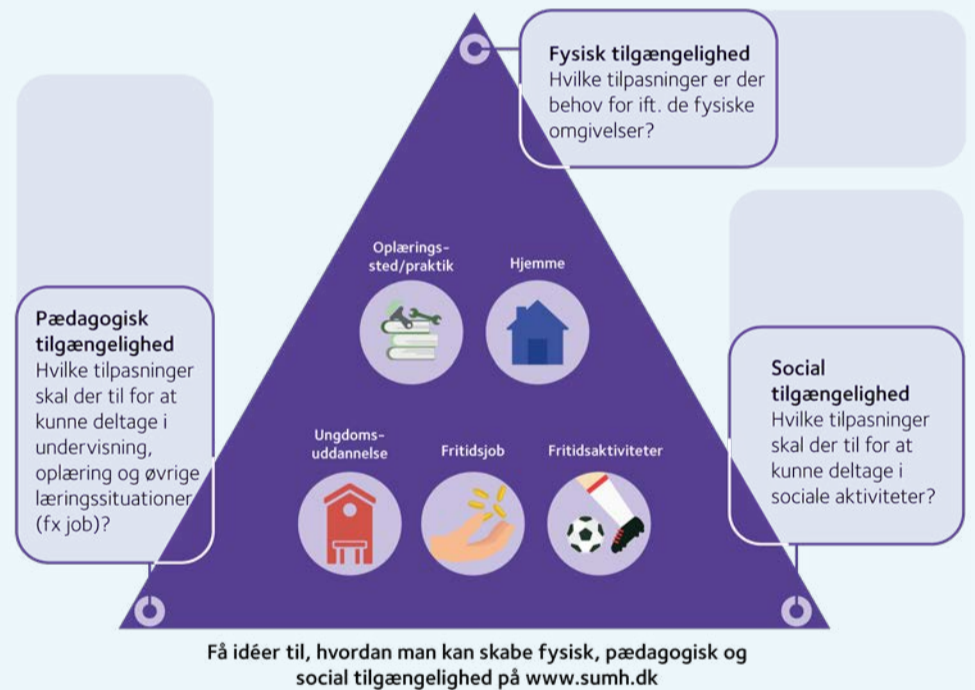 Fysisk tilgængelighed
Hvilke tilpasninger er der
behov for ift. de fysiske
omgivelser?
Oplærings-
sted/praktik
Hjemme
Pædagogisk
tilgængelighed
Hvilke tilpasninger
skal der til for at
kunne deltage i
undervisning,
oplæring og øvrige
læringssituationer
(fx job)?
Social
tilgængelighed
Hvilke tilpasninger
skal der til for at
kunne deltage i
sociale aktiviteter?
Ungdoms-
uddannelse
Fritidsjob
Fritidsaktiviteter
Få idéer til, hvordan man kan skabe fysisk, pædagogisk og
social tilgængelighed på www.sumh.dk